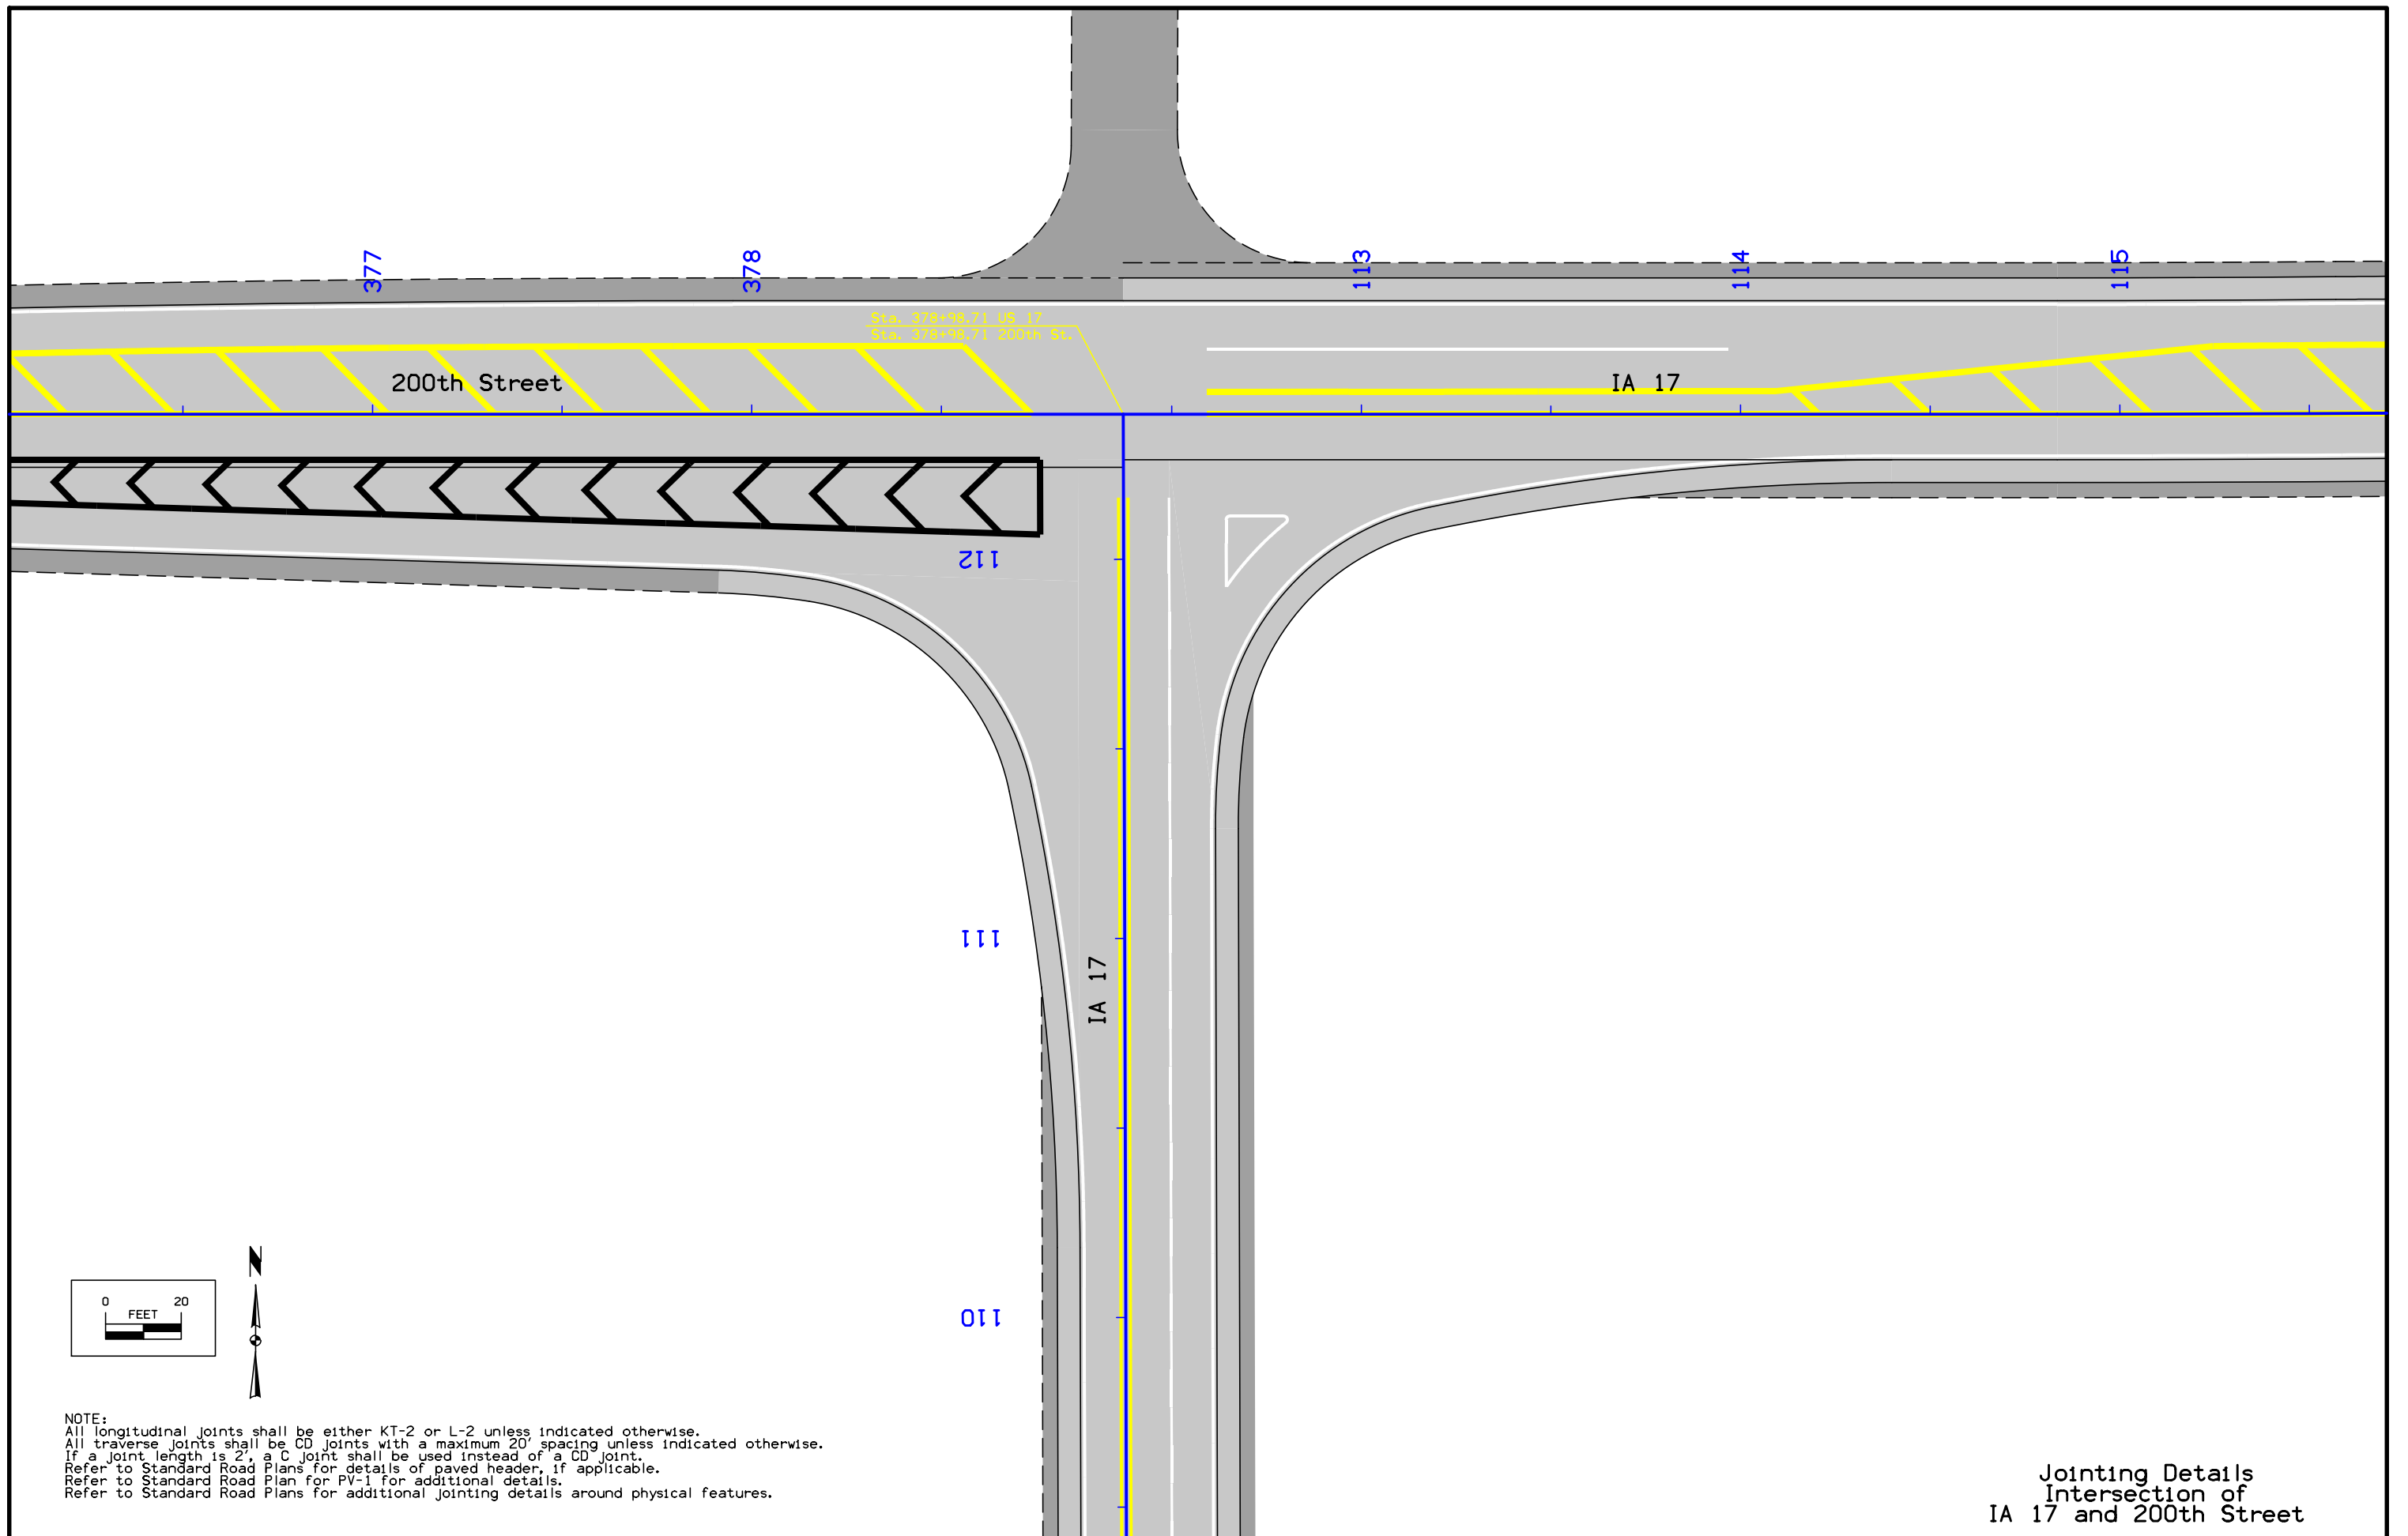 377
378
113
114
115
Sta. 378+98.71 US 17
Sta. 378+98.71 200th St.
200th Street
IA 17
112
111
IA 17
110
N
0 20
FEET
NOTE:
All longitudinal joints shall be either KT-2 or L-2 unless indicated otherwise.
All traverse joints shall be CD joints with a maximum 20' spacing unless indicated otherwise.
If a joint length is 2', a C joint shall be used instead of a CD joint.
Refer to Standard Road Plans for details of paved header, if applicable.
Refer to Standard Road Plan for PV-1 for additional details.
Refer to Standard Road Plans for additional jointing details around physical features.
Jointing Details
Intersection of
IA 17 and 200th Street